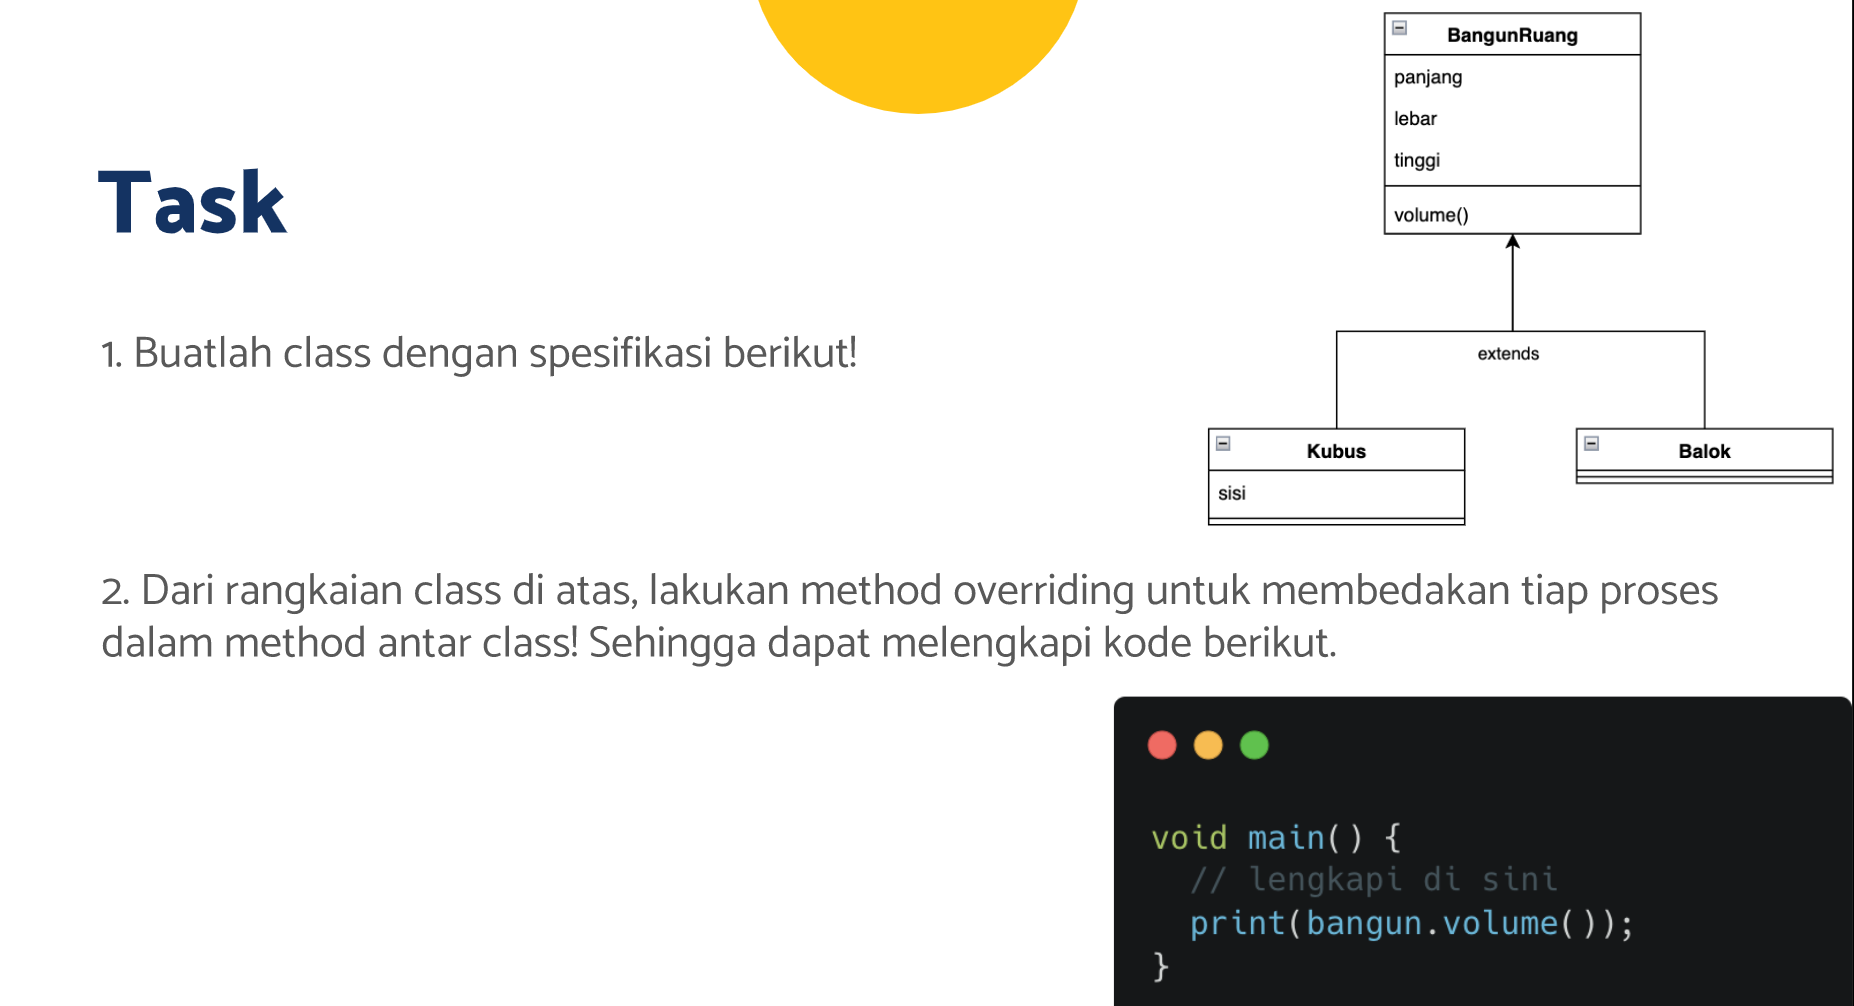 Task
1. Buatlah class dengan spesifikasi berikut!
BangunRuang
panjang
lebar
tinggi
volume()
extends
Kubus
sisi
Balok
2. Dari rangkaian class di atas, lakukan method overriding untuk membedakan tiap proses
dalam method antar class! Sehingga dapat melengkapi kode berikut.
void main() {
  // lengkapi di sini
  print(bangun.volume());
}